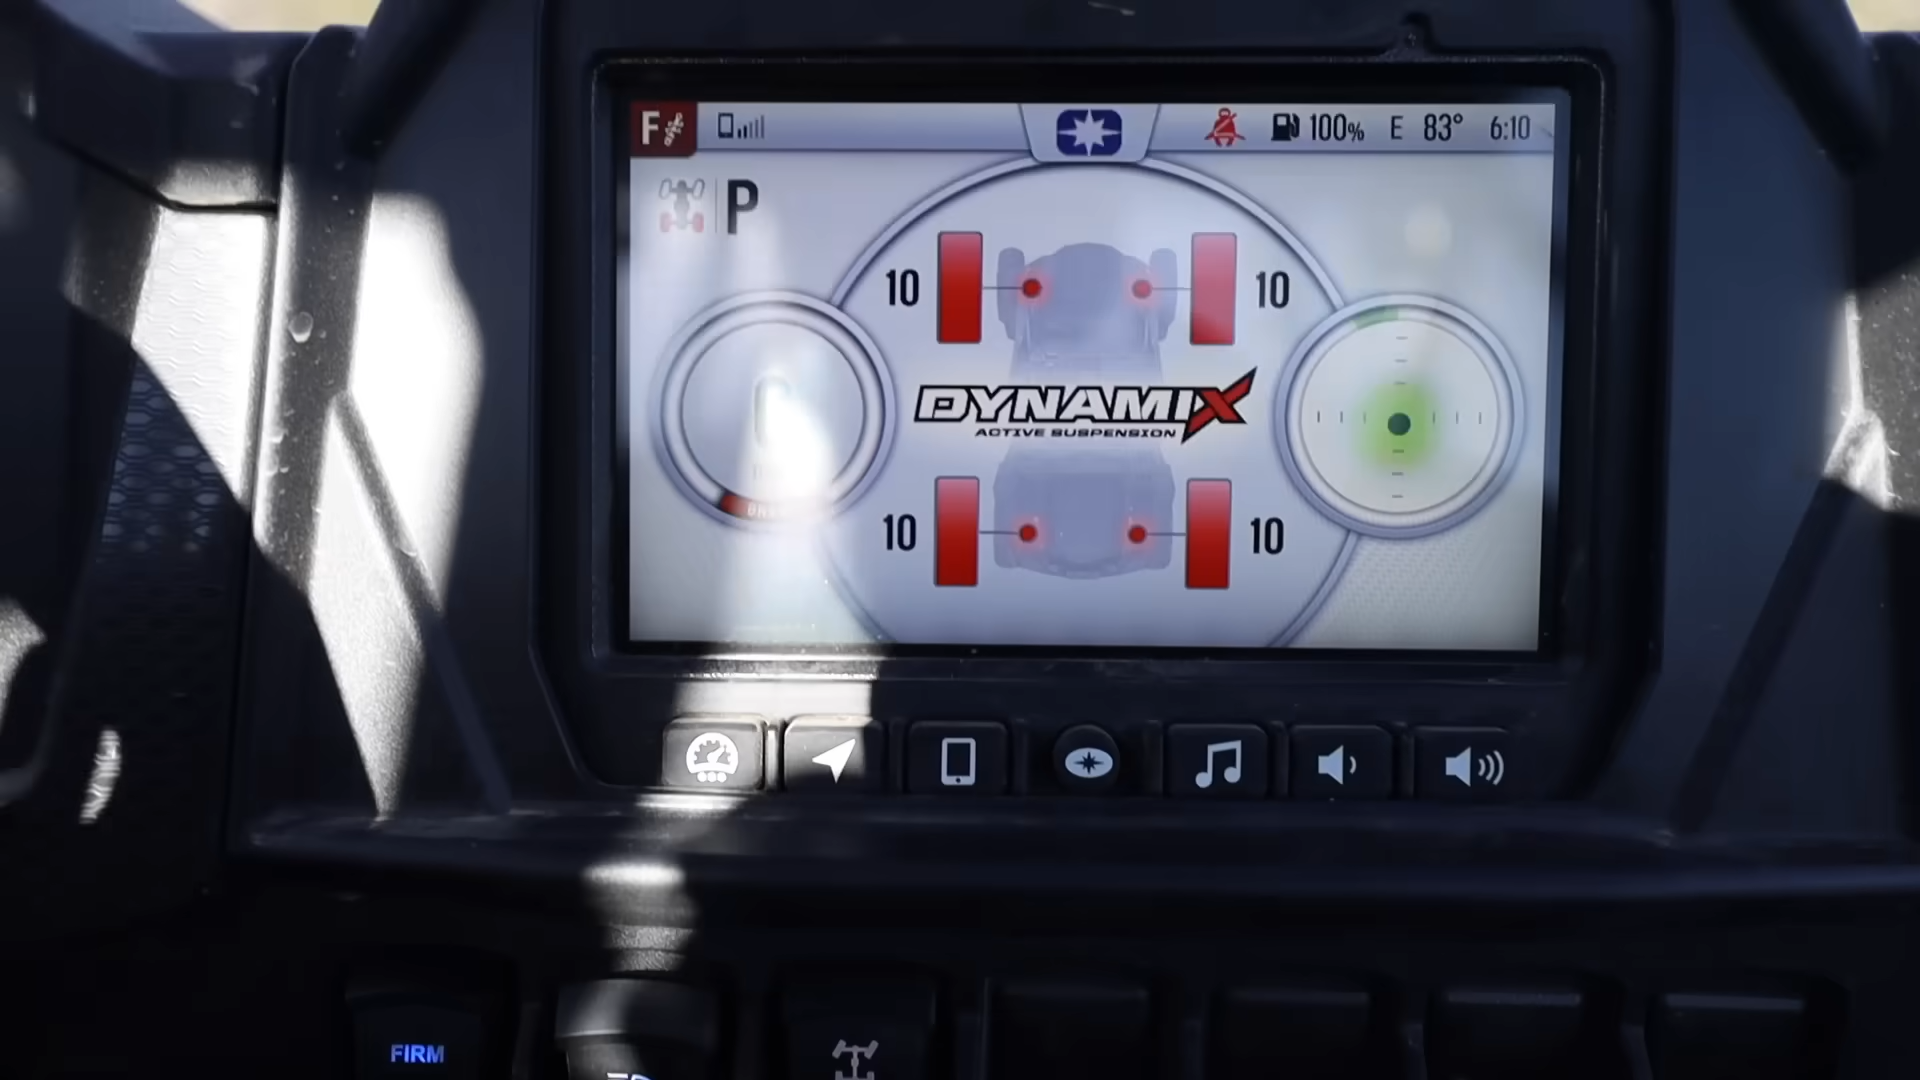 F 100% E 83° 6:10
P
10 10
DYNAMIX
ACTIVE SUSPENSION
10 10
FIRM